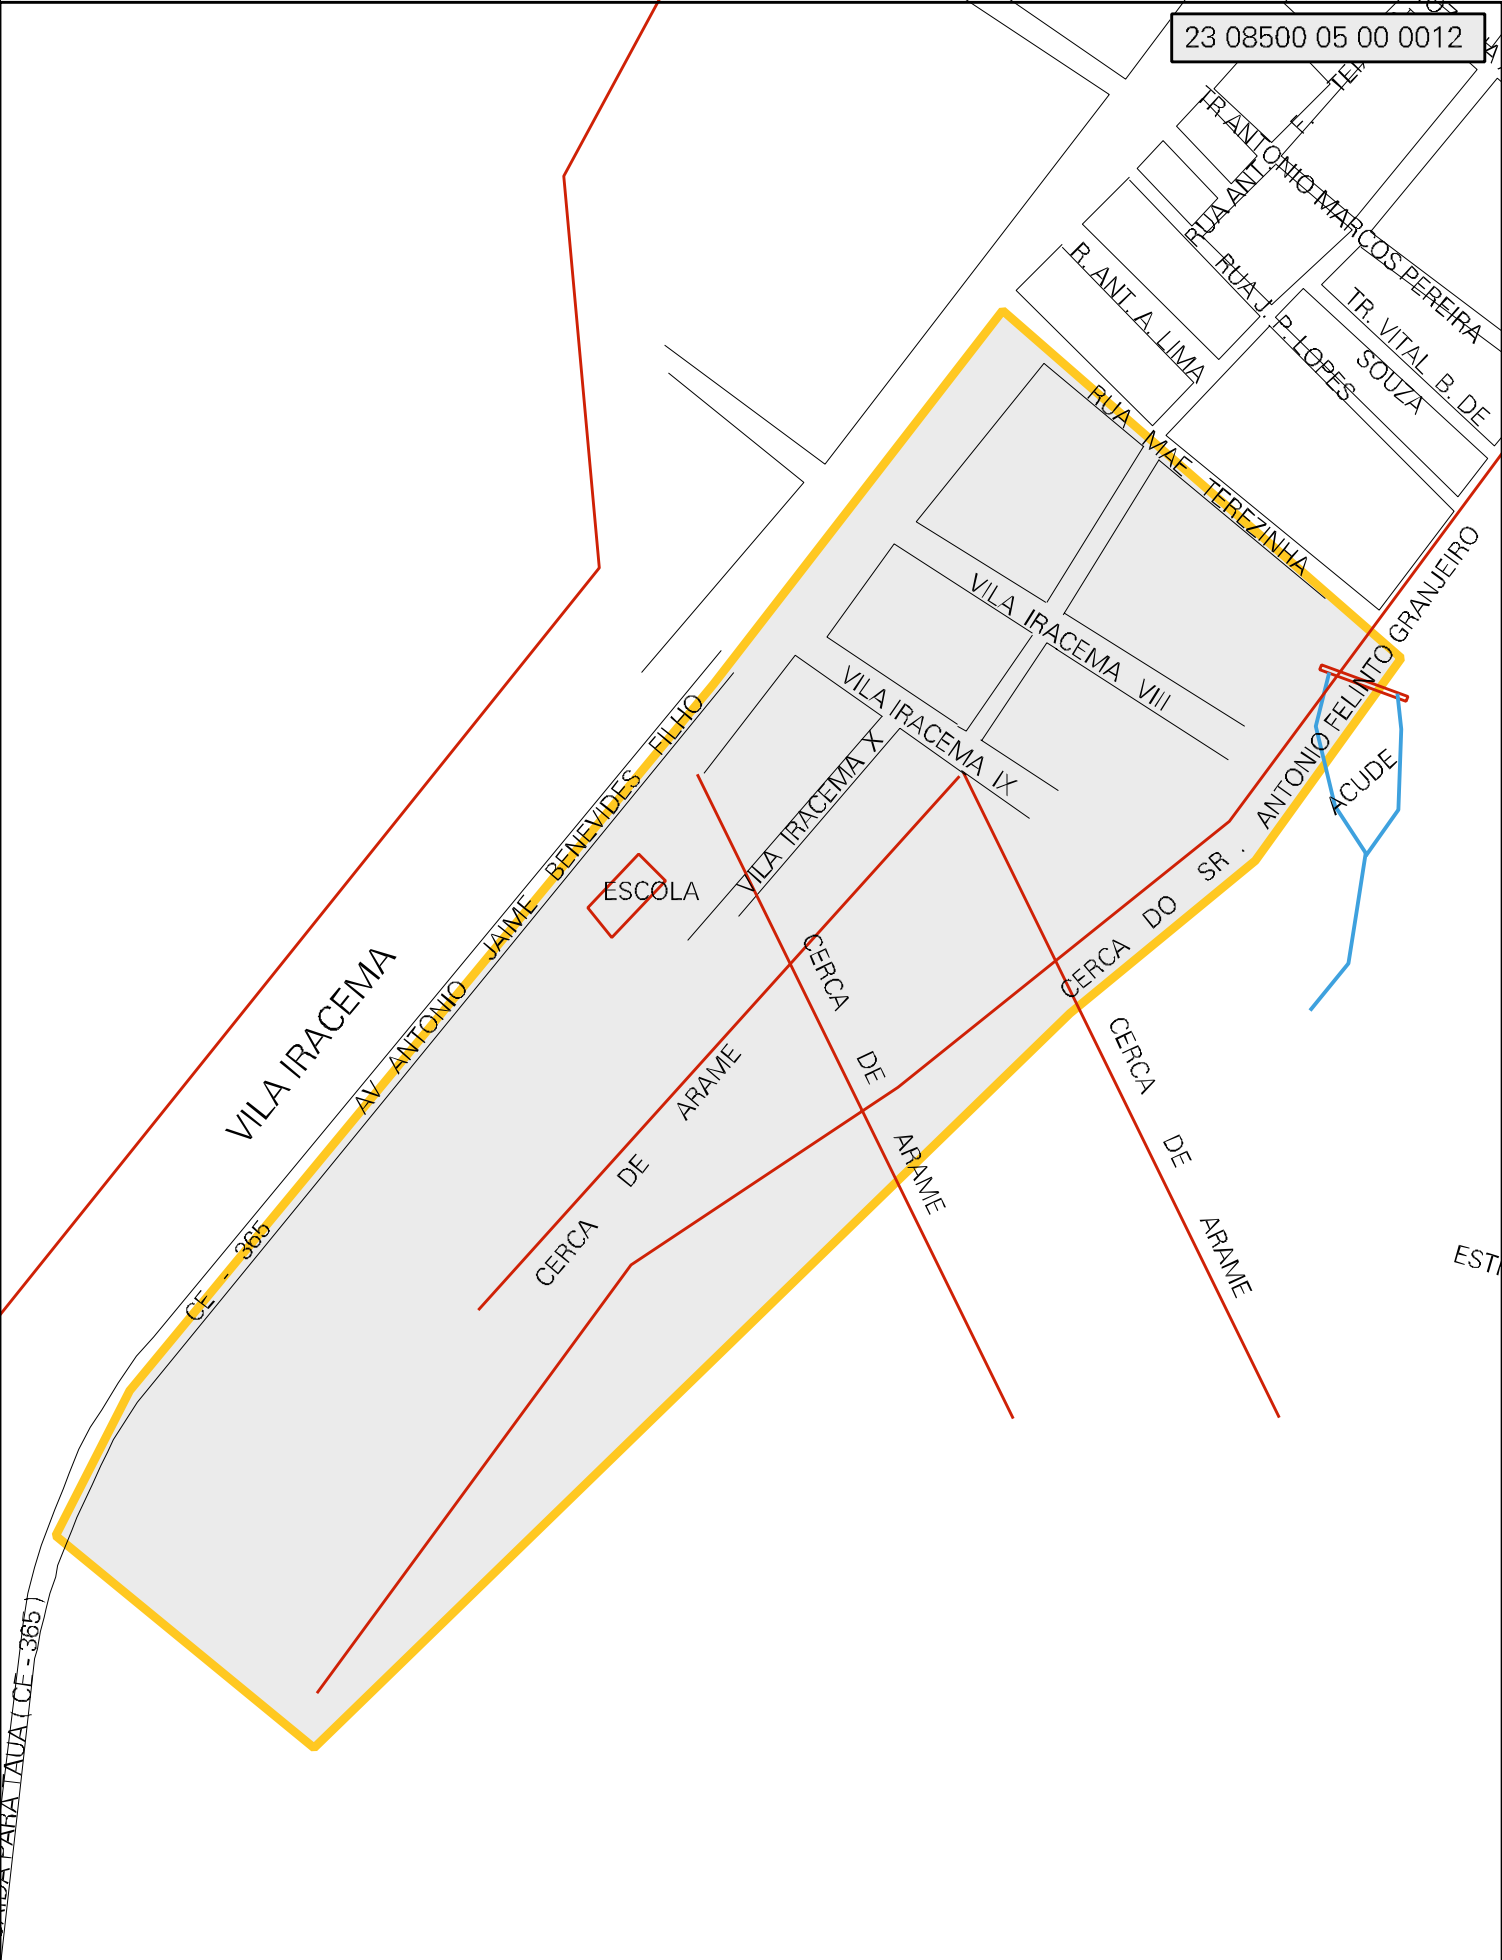 23 08500 05 00 0012
TR ANTONIO MARCOS PEREIRA
RUA ANT. F.
RUA J. P. LOPES
R. ANT. A. LIMA
TR. VITAL B. DE
SOUZA
RUA MAE TEREZINHA
VILA IRACEMA VIII
VILA IRACEMA IX
VILA IRACEMA X
ACUDE
ESCOLA
CERCA DO SR. ANTONIO FELINTO GRANJEIRO
AV ANTONIO JAIME BENEVIDES FILHO
VILA IRACEMA
CERCA DE ARAME
CERCA DE ARAME
CERCA DE ARAME
CE - 365
PARA TAUA ( CE - 365 )